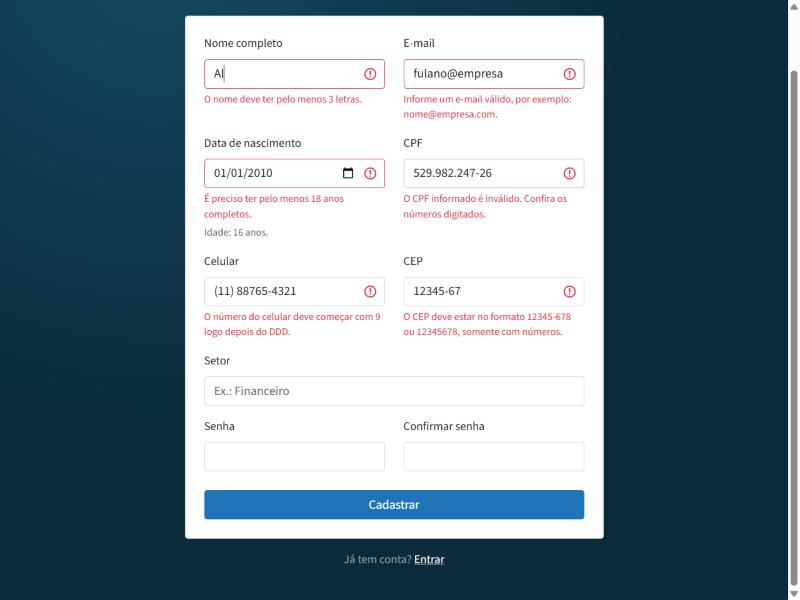 Nome completo
Al
O nome deve ter pelo menos 3 letras.
E-mail
fulano@empresa
Informe um e-mail válido, por exemplo:
nome@empresa.com.
Data de nascimento
01/01/2010
É preciso ter pelo menos 18 anos
completos.
Idade: 16 anos.
CPF
529.982.247-26
O CPF informado é inválido. Confira os
números digitados.
Celular
(11) 88765-4321
O número do celular deve começar com 9
logo depois do DDD.
CEP
12345-67
O CEP deve estar no formato 12345-678
ou 12345678, somente com números.
Setor
Ex.: Financeiro
Senha
Confirmar senha
Cadastrar
Já tem conta? Entrar